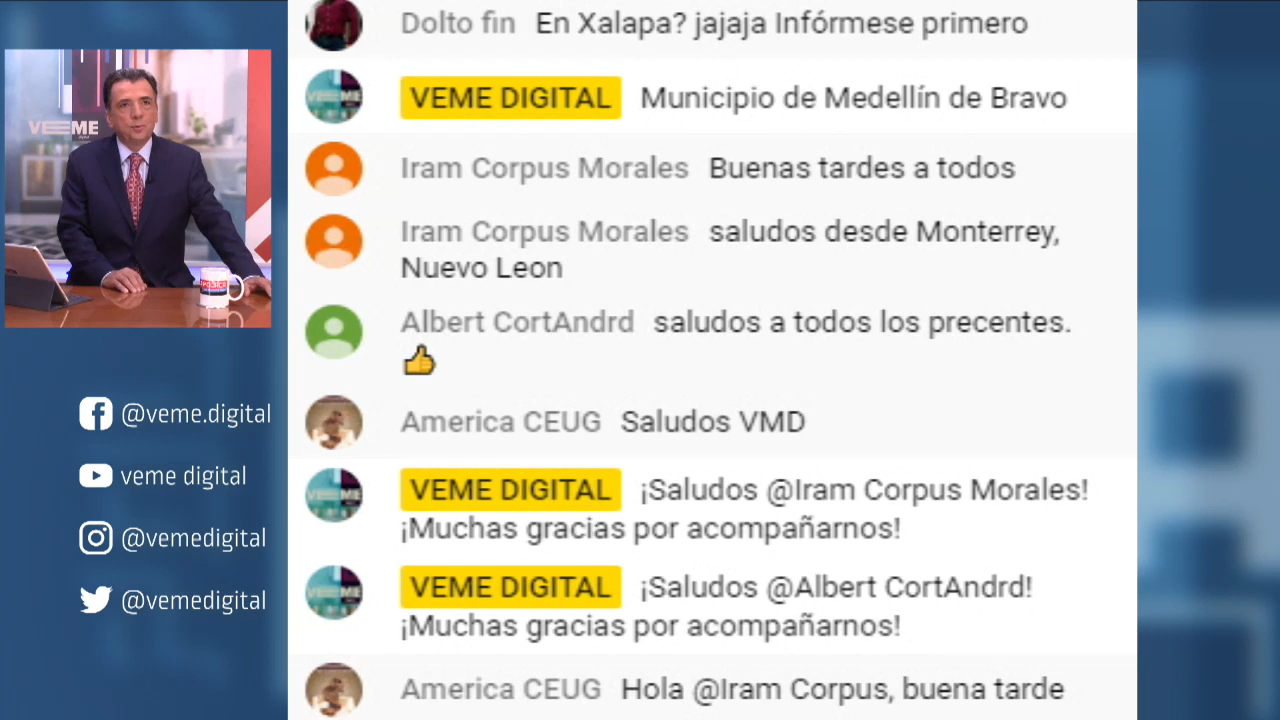 Dolto fin En Xalapa? jajaja Infórmese primero
VEME DIGITAL Municipio de Medellín de Bravo
Iram Corpus Morales Buenas tardes a todos
Iram Corpus Morales saludos desde Monterrey,
Nuevo Leon
Albert CortAndrd saludos a todos los precentes.
👍
America CEUG Saludos VMD
VEME DIGITAL ¡Saludos @Iram Corpus Morales!
¡Muchas gracias por acompañarnos!
VEME DIGITAL ¡Saludos @Albert CortAndrd!
¡Muchas gracias por acompañarnos!
America CEUG Hola @Iram Corpus, buena tarde
VEME
digital
@veme.digital
veme digital
@vemedigital
@vemedigital